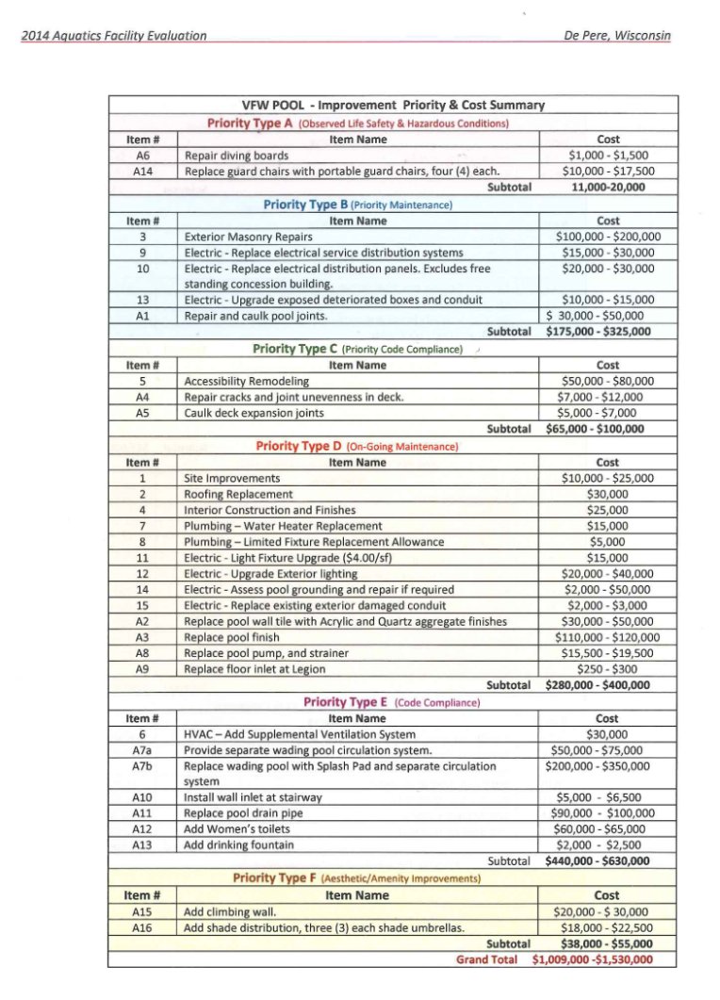 2014 Aquatics Facility Evaluation De Pere, Wisconsin
VFW POOL - Improvement Priority & Cost Summary
Priority Type A (Observed Life Safety & Hazardous Conditions)
Item # Item Name Cost
A6 Repair diving boards $1,000 - $1,500
A14 Replace guard chairs with portable guard chairs, four (4) each. $10,000 - $17,500
Subtotal 11,000-20,000
Priority Type B (Priority Maintenance)
Item # Item Name Cost
3 Exterior Masonry Repairs $100,000 - $200,000
9 Electric - Replace electrical service distribution systems $15,000 - $30,000
10 Electric - Replace electrical distribution panels. Excludes free $20,000 - $30,000
standing concession building.
13 Electric - Upgrade exposed deteriorated boxes and conduit $10,000 - $15,000
A1 Repair and caulk pool joints. $ 30,000 - $50,000
Subtotal $175,000 - $325,000
Priority Type C (Priority Code Compliance)
Item # Item Name Cost
5 Accessibility Remodeling $50,000 - $80,000
A4 Repair cracks and joint unevenness in deck. $7,000 - $12,000
A5 Caulk deck expansion joints $5,000 - $7,000
Subtotal $65,000 - $100,000
Priority Type D (On-Going Maintenance)
Item # Item Name Cost
1 Site Improvements $10,000 - $25,000
2 Roofing Replacement $30,000
4 Interior Construction and Finishes $25,000
7 Plumbing – Water Heater Replacement $15,000
8 Plumbing – Limited Fixture Replacement Allowance $5,000
11 Electric - Light Fixture Upgrade ($4.00/sf) $15,000
12 Electric - Upgrade Exterior lighting $20,000 - $40,000
14 Electric - Assess pool grounding and repair if required $2,000 - $50,000
15 Electric - Replace existing exterior damaged conduit $2,000 - $3,000
A2 Replace pool wall tile with Acrylic and Quartz aggregate finishes $30,000 - $50,000
A3 Replace pool finish $110,000 - $120,000
A8 Replace pool pump, and strainer $15,500 - $19,500
A9 Replace floor inlet at Legion $250 - $300
Subtotal $280,000 - $400,000
Priority Type E (Code Compliance)
Item # Item Name Cost
6 HVAC – Add Supplemental Ventilation System $30,000
A7a Provide separate wading pool circulation system. $50,000 - $75,000
A7b Replace wading pool with Splash Pad and separate circulation $200,000 - $350,000
system
A10 Install wall inlet at stairway $5,000 - $6,500
A11 Replace pool drain pipe $90,000 - $100,000
A12 Add Women's toilets $60,000 - $65,000
A13 Add drinking fountain $2,000 - $2,500
Subtotal $440,000 - $630,000
Priority Type F (Aesthetic/Amenity Improvements)
Item # Item Name Cost
A15 Add climbing wall. $20,000 - $ 30,000
A16 Add shade distribution, three (3) each shade umbrellas. $18,000 - $22,500
Subtotal $38,000 - $55,000
Grand Total $1,009,000 -$1,530,000